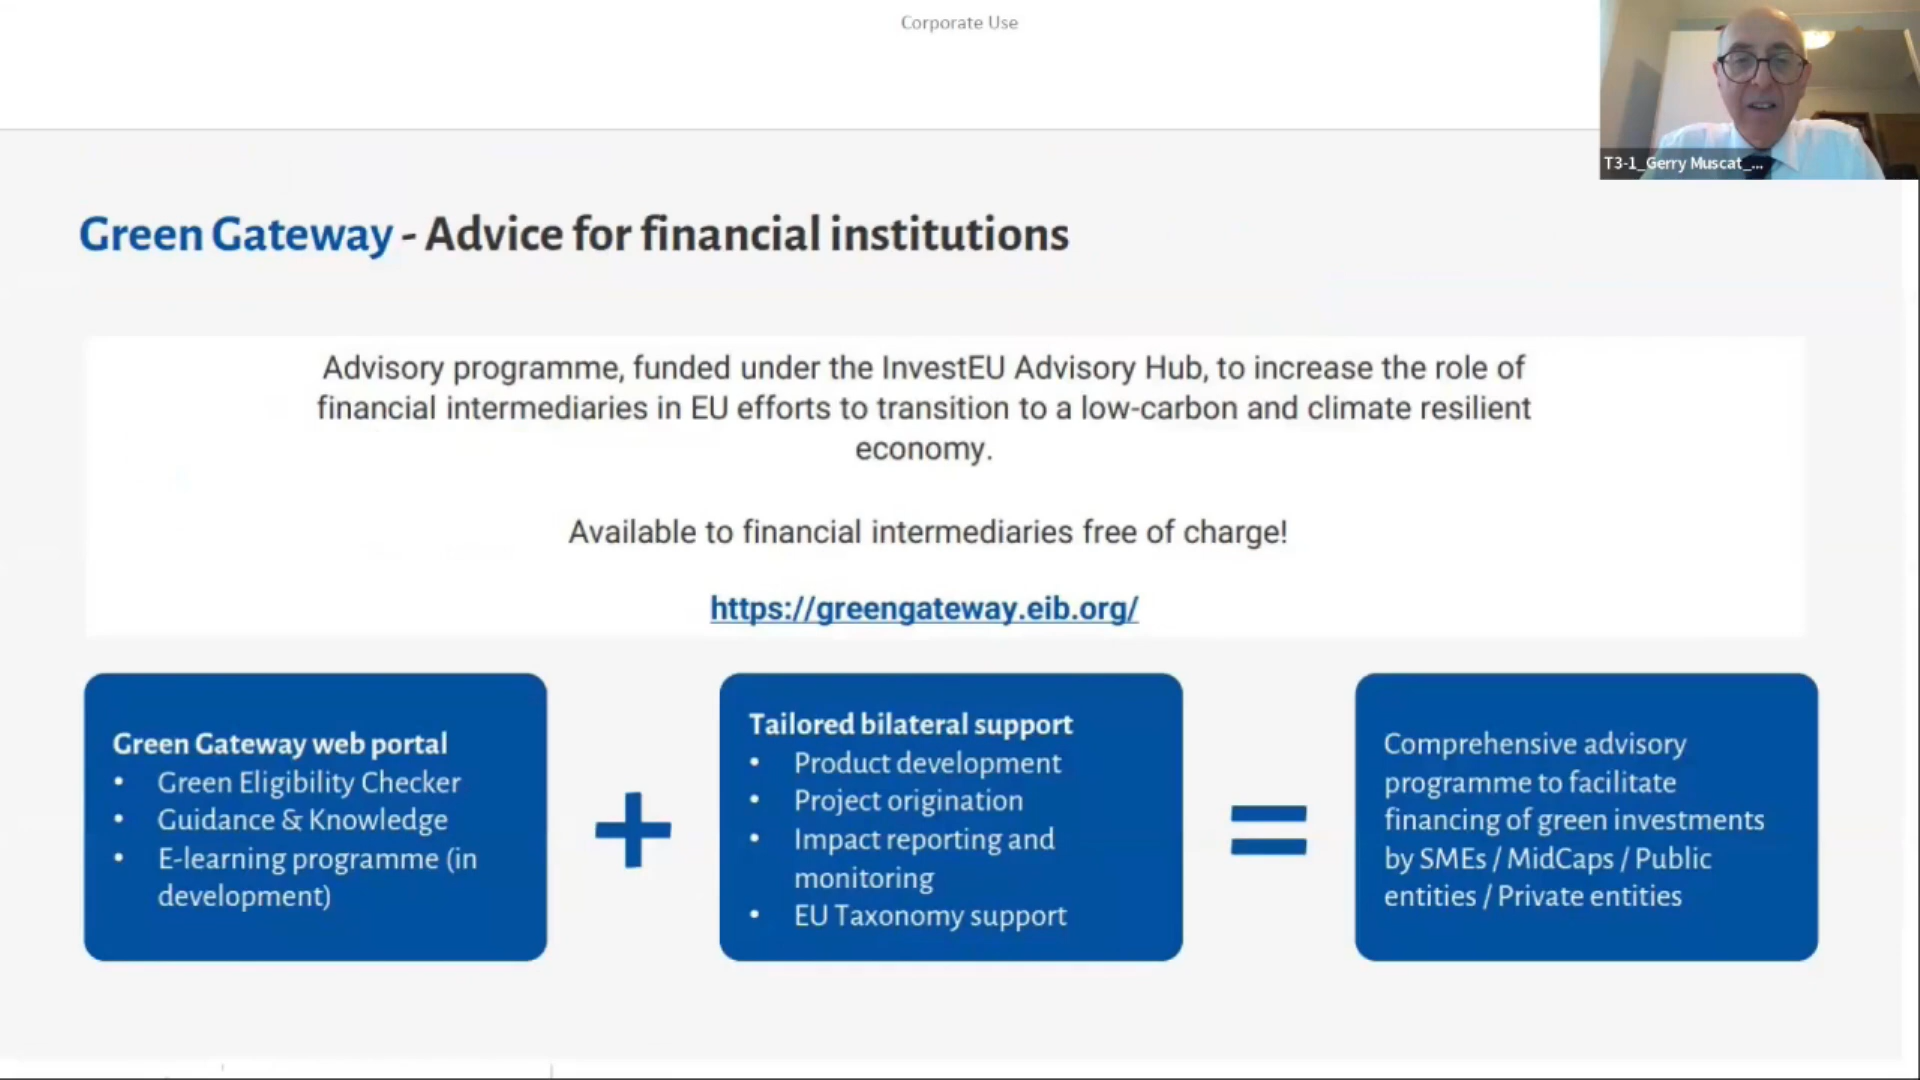 Corporate Use
T3-1_Gerry Muscat_...
Green Gateway - Advice for financial institutions
Advisory programme, funded under the InvestEU Advisory Hub, to increase the role of
financial intermediaries in EU efforts to transition to a low-carbon and climate resilient
economy.
Available to financial intermediaries free of charge!
https://greengateway.eib.org/
Green Gateway web portal
• Green Eligibility Checker
• Guidance & Knowledge
• E-learning programme (in
development)
+
Tailored bilateral support
• Product development
• Project origination
• Impact reporting and
monitoring
• EU Taxonomy support
=
Comprehensive advisory
programme to facilitate
financing of green investments
by SMEs / MidCaps / Public
entities / Private entities